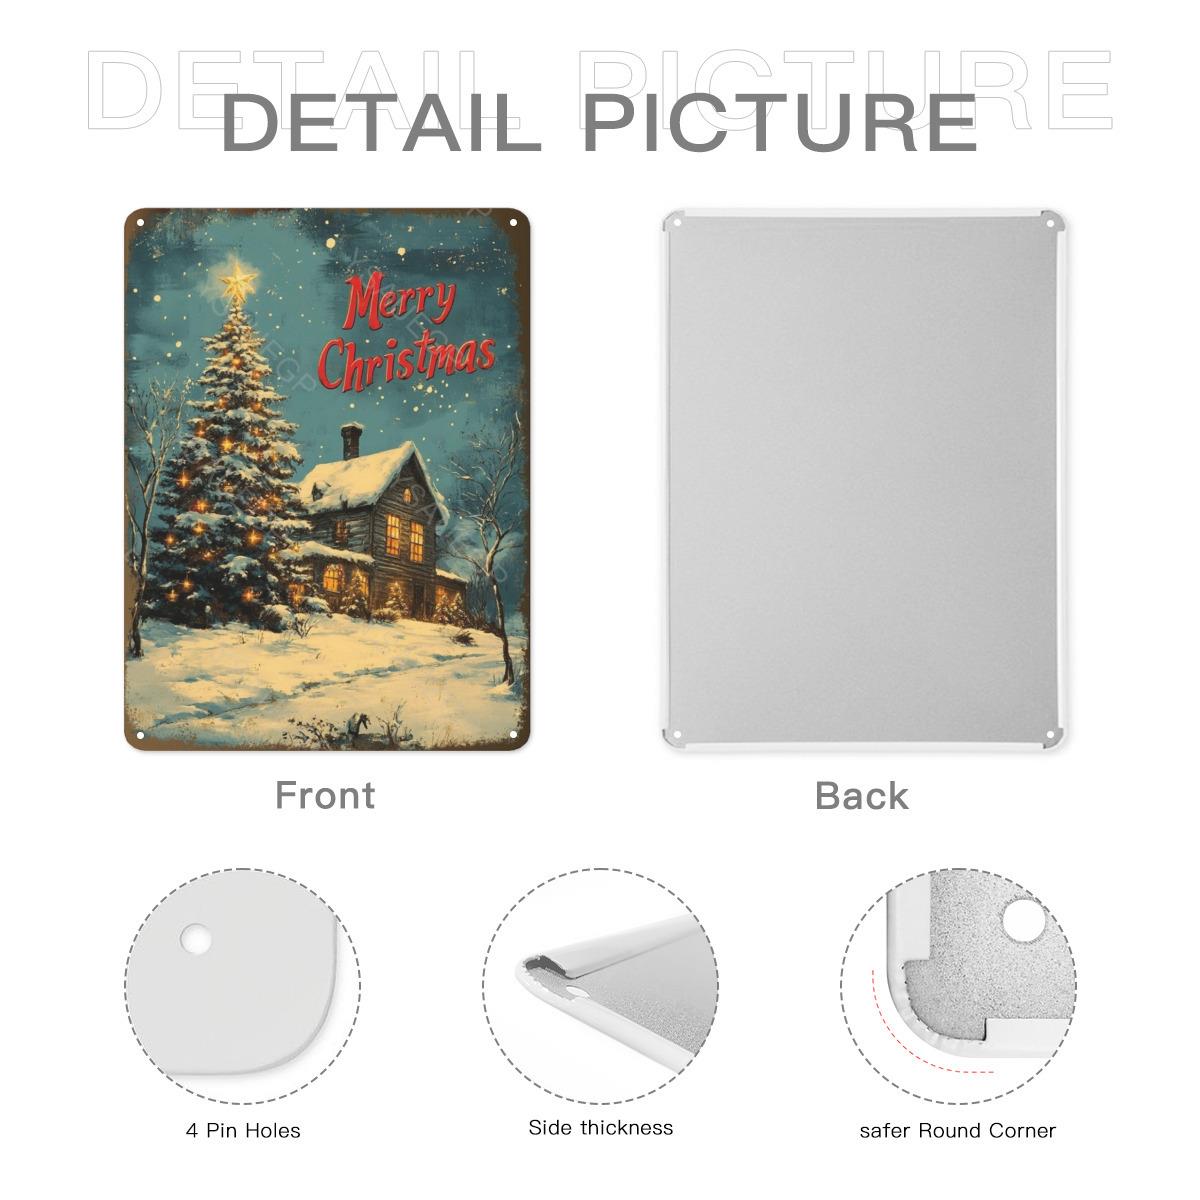 DETAIL PICTURE
DETAIL PICTURE
Merry
Christmas
Front
Back
4 Pin Holes
Side thickness
safer Round Corner